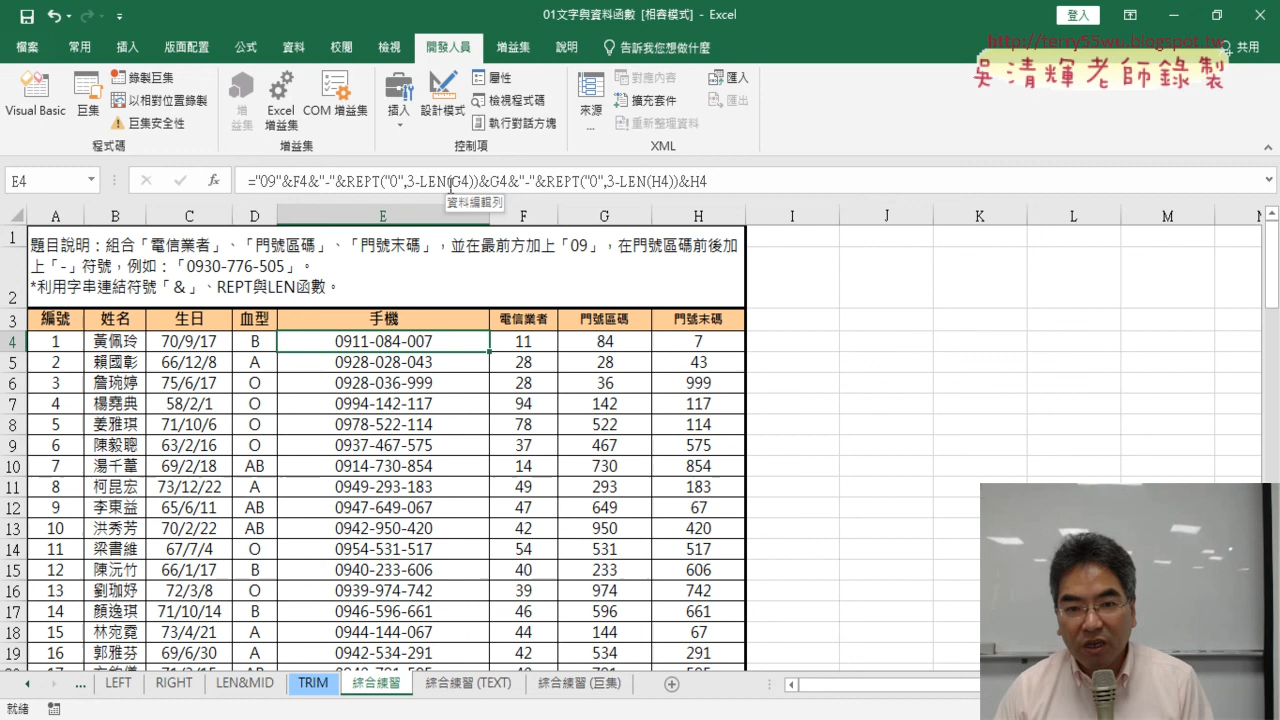 01文字與資料函數 [相容模式] - Excel
登入
檔案 常用 插入 版面配置 公式 資料 校閱 檢視 開發人員 增益集 說明 告訴我您想做什麼 共用
http://terry55wu.blogspot.tw
吳清輝老師錄製
Visual Basic 巨集 錄製巨集 以相對位置錄製 巨集安全性
增益集 Excel 增益集 COM 增益集
插入 設計模式 屬性 檢視程式碼 執行對話方塊
來源 對應內容 擴充套件 重新整理資料 匯入 匯出
程式碼 增益集 控制項 XML
E4 fx ="09"&F4&"-"&REPT("0",3-LEN(G4))&G4&"-"&REPT("0",3-LEN(H4))&H4
資料編輯列
A B C D E F G H I J K L M N
1 題目說明：組合「電信業者」、「門號區碼」、「門號末碼」，並在最前方加上「09」，在門號區碼前後加
上「-」符號，例如：「0930-776-505」。
2 *利用字串連結符號「&」、REPT與LEN函數。
3 編號 姓名 生日 血型 手機 電信業者 門號區碼 門號末碼
4 1 黃佩玲 70/9/17 B 0911-084-007 11 84 7
5 2 賴國彰 66/12/8 A 0928-028-043 28 28 43
6 3 詹琬婷 75/6/17 O 0928-036-999 28 36 999
7 4 楊堯典 58/2/1 O 0994-142-117 94 142 117
8 5 姜雅琪 71/10/6 O 0978-522-114 78 522 114
9 6 陳毅聰 63/2/16 O 0937-467-575 37 467 575
10 7 湯千蕙 69/2/18 AB 0914-730-854 14 730 854
11 8 柯昆宏 73/12/22 A 0949-293-183 49 293 183
12 9 李東益 65/6/11 AB 0947-649-067 47 649 67
13 10 洪秀芳 70/2/22 AB 0942-950-420 42 950 420
14 11 梁書維 67/7/4 O 0954-531-517 54 531 517
15 12 陳沅竹 66/1/17 B 0940-233-606 40 233 606
16 13 劉珈妤 72/3/8 O 0939-974-742 39 974 742
17 14 顏逸琪 71/10/14 B 0946-596-661 46 596 661
18 15 林宛霓 73/4/21 A 0944-144-067 44 144 67
19 16 郭雅芬 69/6/30 A 0942-534-291 42 534 291
... LEFT RIGHT LEN&MID TRIM 綜合練習 綜合練習 (TEXT) 綜合練習 (巨集)
就緒